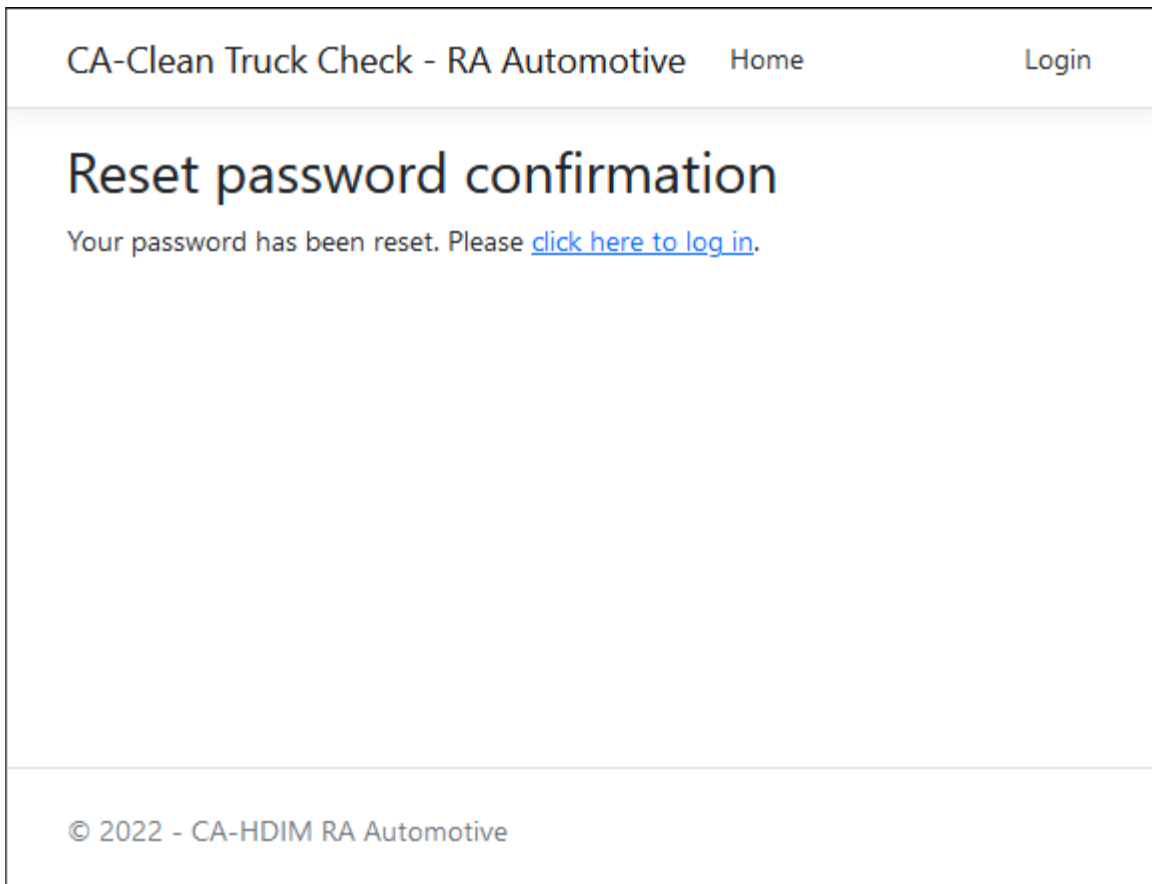 CA-Clean Truck Check - RA Automotive Home Login
Reset password confirmation
Your password has been reset. Please click here to log in.
© 2022 - CA-HDIM RA Automotive